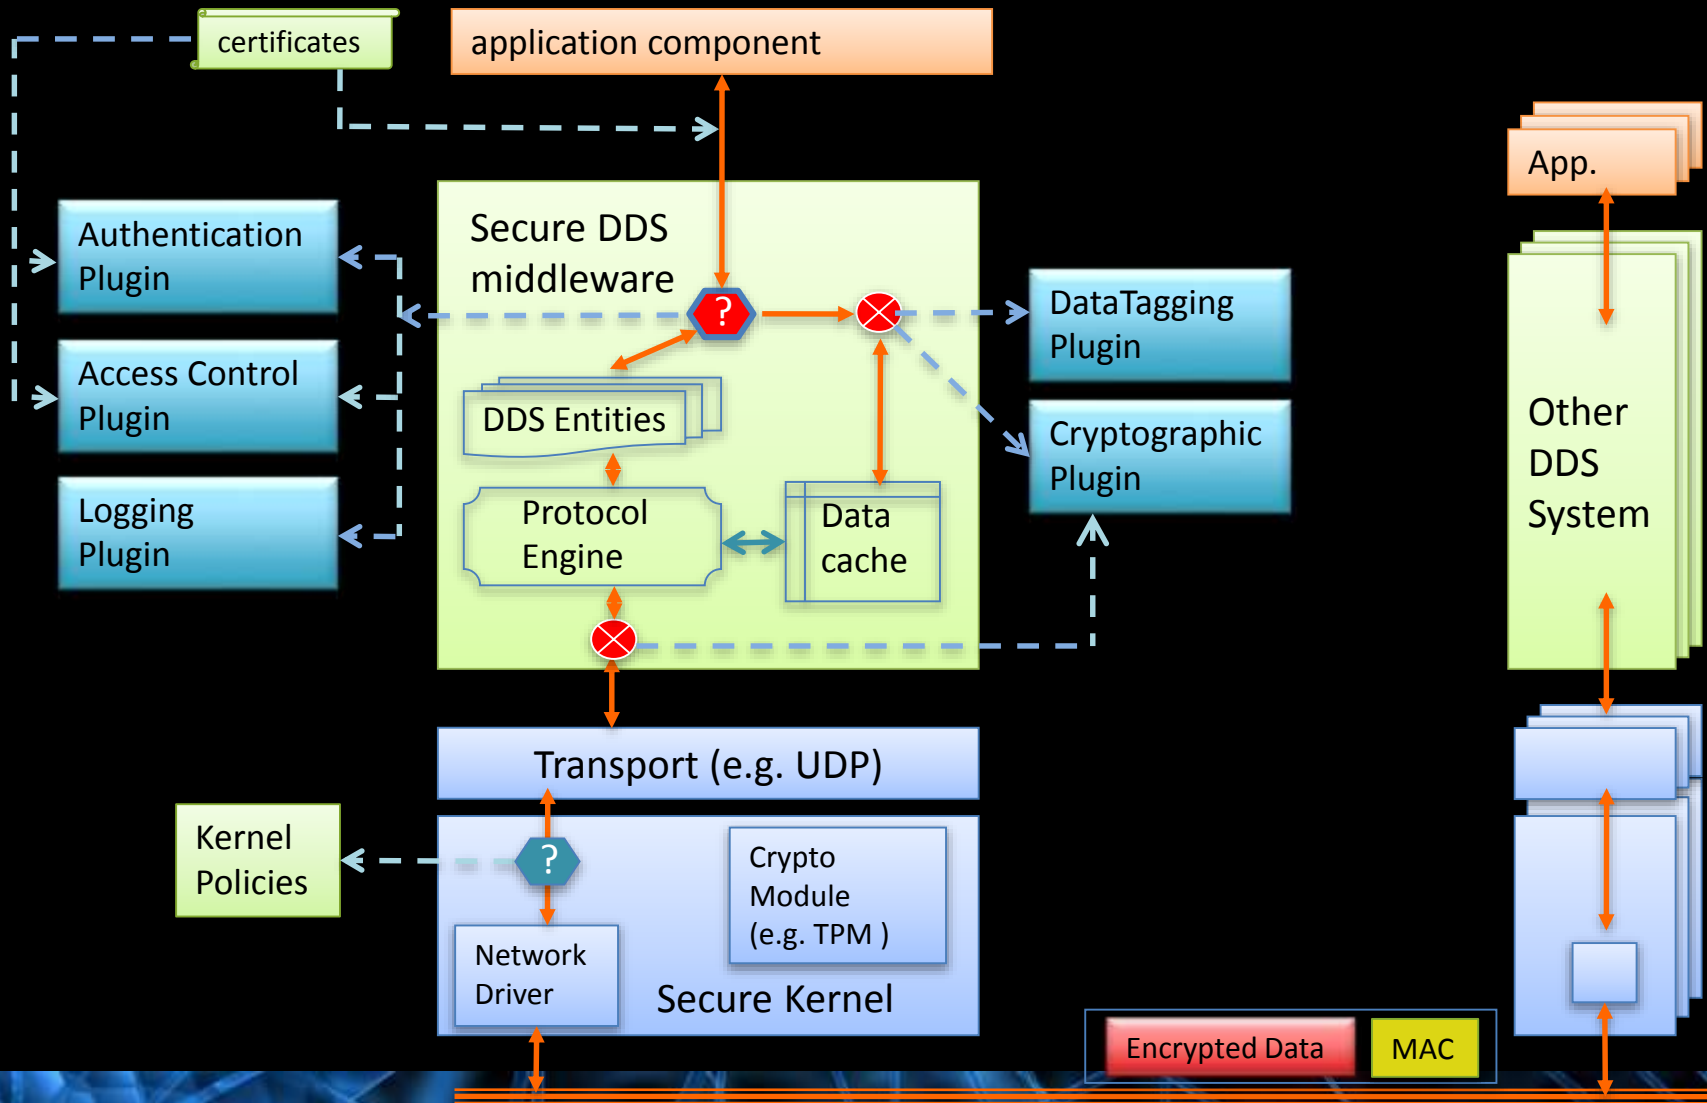 certificates
application component
App.
Authentication
Plugin
Secure DDS
middleware
?
DataTagging
Plugin
Access Control
Plugin
DDS Entities
Cryptographic
Plugin
Other
DDS
System
Logging
Plugin
Protocol
Engine
Data
cache
Transport (e.g. UDP)
Kernel
Policies
?
Crypto
Module
(e.g. TPM )
Network
Driver
Secure Kernel
Encrypted Data
MAC